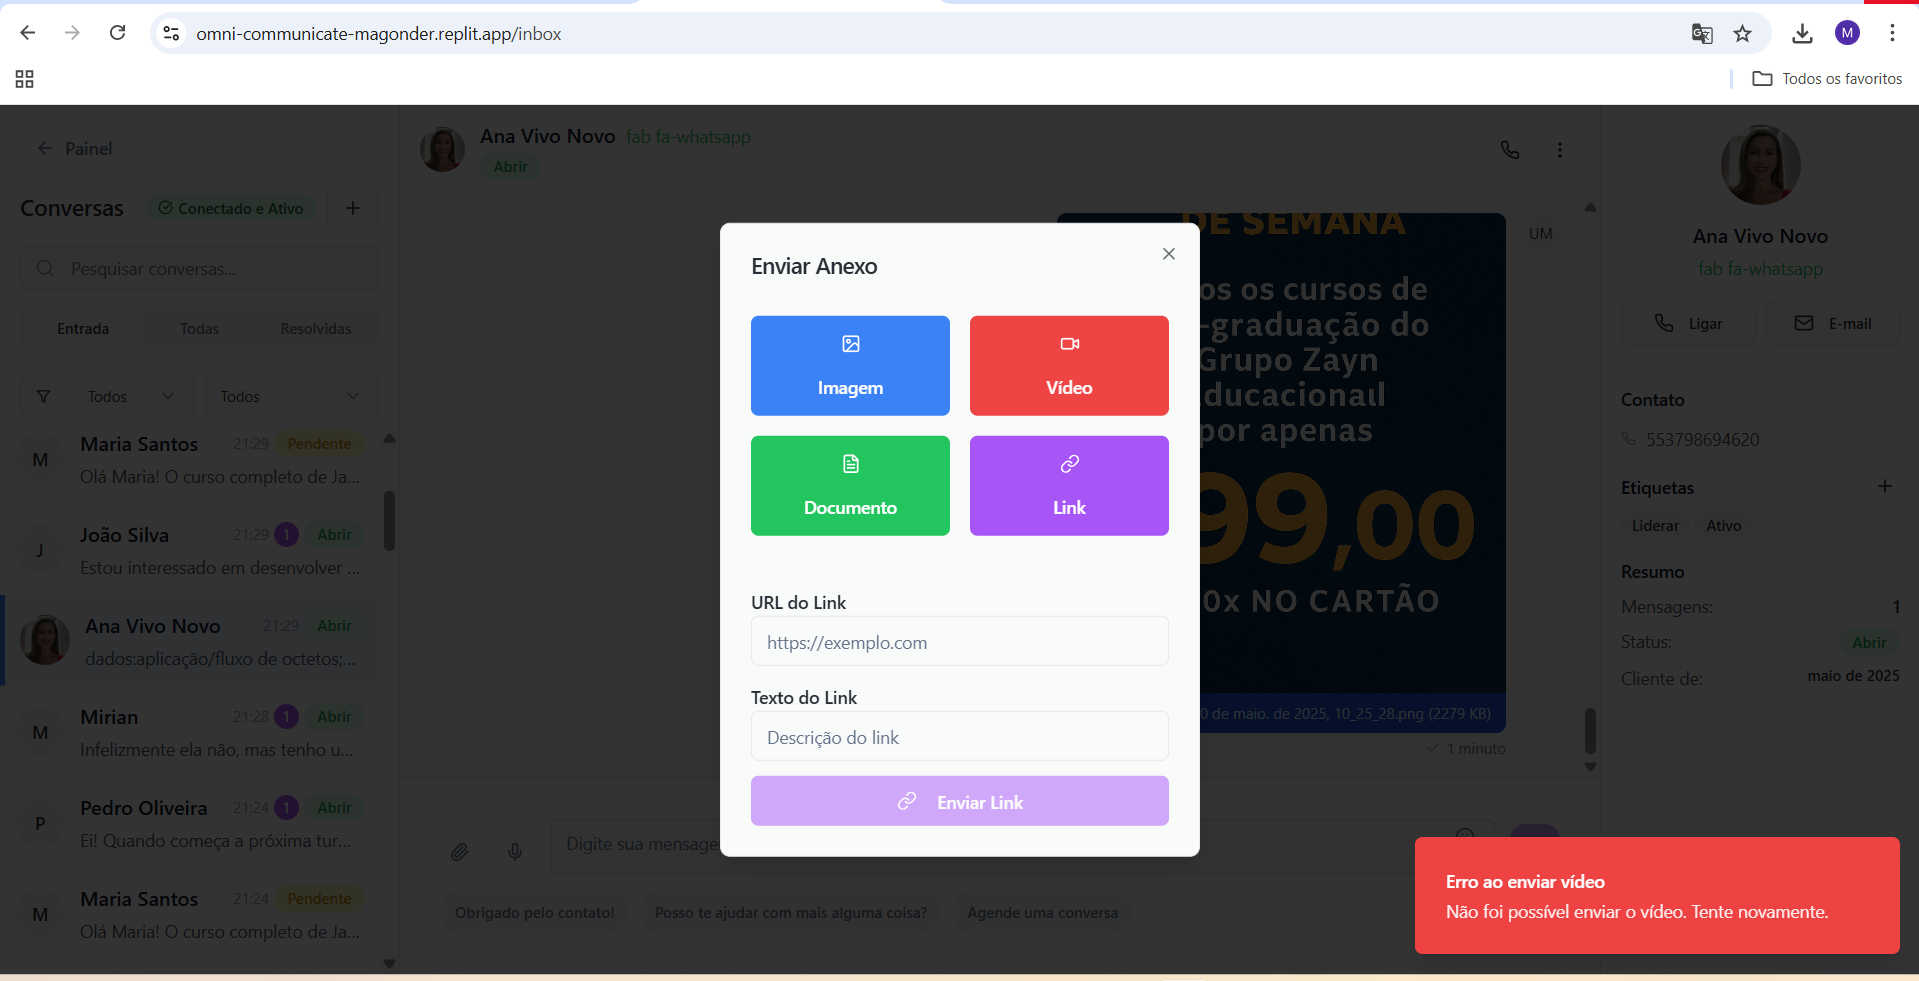 omni-communicate-magonder.replit.app/inbox
M
Todos os favoritos
Painel
Conversas
Conectado e Ativo
+
Pesquisar conversas...
Entrada
Todas
Resolvidas
Todos
Todos
M
Maria Santos
21:29
Pendente
Olá Maria! O curso completo de Ja...
J
João Silva
21:29
1
Abrir
Estou interessado em desenvolver ...
Ana Vivo Novo
21:29
Abrir
dados:aplicação/fluxo de octetos;...
M
Mirian
21:28
1
Abrir
Infelizmente ela não, mas tenho u...
P
Pedro Oliveira
21:24
1
Abrir
Ei! Quando começa a próxima tur...
M
Maria Santos
21:24
Pendente
Olá Maria! O curso completo de Ja...
Ana Vivo Novo fab fa-whatsapp
Abrir
DE SEMANA
os os cursos de
-graduação do
Grupo Zayn
ducacional
por apenas
99,00
0x NO CARTÃO
0 de maio. de 2025, 10_25_28.png (2279 KB)
1 minuto
UM
Enviar Anexo
Imagem
Vídeo
Documento
Link
URL do Link
https://exemplo.com
Texto do Link
Descrição do link
Enviar Link
Digite sua mensage
Obrigado pelo contato!
Posso te ajudar com mais alguma coisa?
Agende uma conversa
Ana Vivo Novo
fab fa-whatsapp
Ligar
E-mail
Contato
553798694620
Etiquetas
+
Liderar
Ativo
Resumo
Mensagens:
1
Status:
Abrir
Cliente de:
maio de 2025
Erro ao enviar vídeo
Não foi possível enviar o vídeo. Tente novamente.